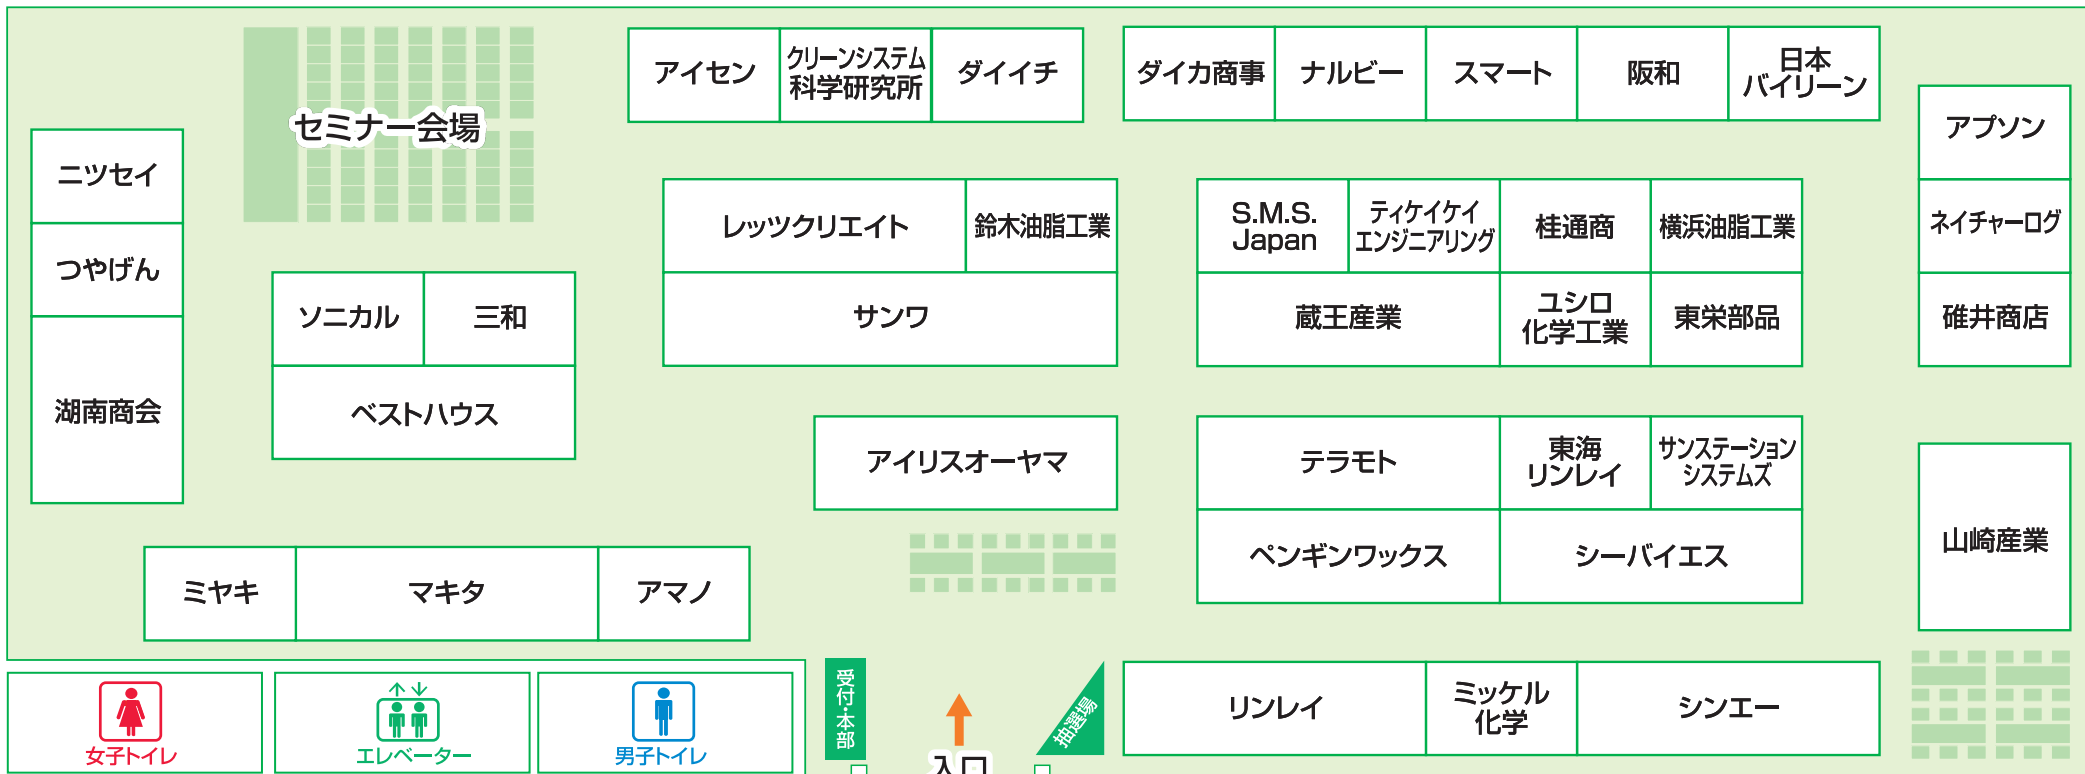 アイセン
クリーンシステム
科学研究所
ダイイチ
ダイカ商事
ナルビー
スマート
阪和
日本
バイリーン
セミナー会場
アプソン
ニツセイ
レッツクリエイト
鈴木油脂工業
S.M.S.
Japan
ティケイケイ
エンジニアリング
桂通商
横浜油脂工業
ネイチャーログ
つやげん
ソニカル
三和
サンワ
蔵王産業
ユシロ
化学工業
東栄部品
碓井商店
湖南商会
ベストハウス
アイリスオーヤマ
テラモト
東海
リンレイ
サンステーション
システムズ
ペンギンワックス
シーバイエス
山崎産業
ミヤキ
マキタ
アマノ
女子トイレ
エレベーター
男子トイレ
受付・本部
入口
抽選場
リンレイ
ミッケル
化学
シンエー